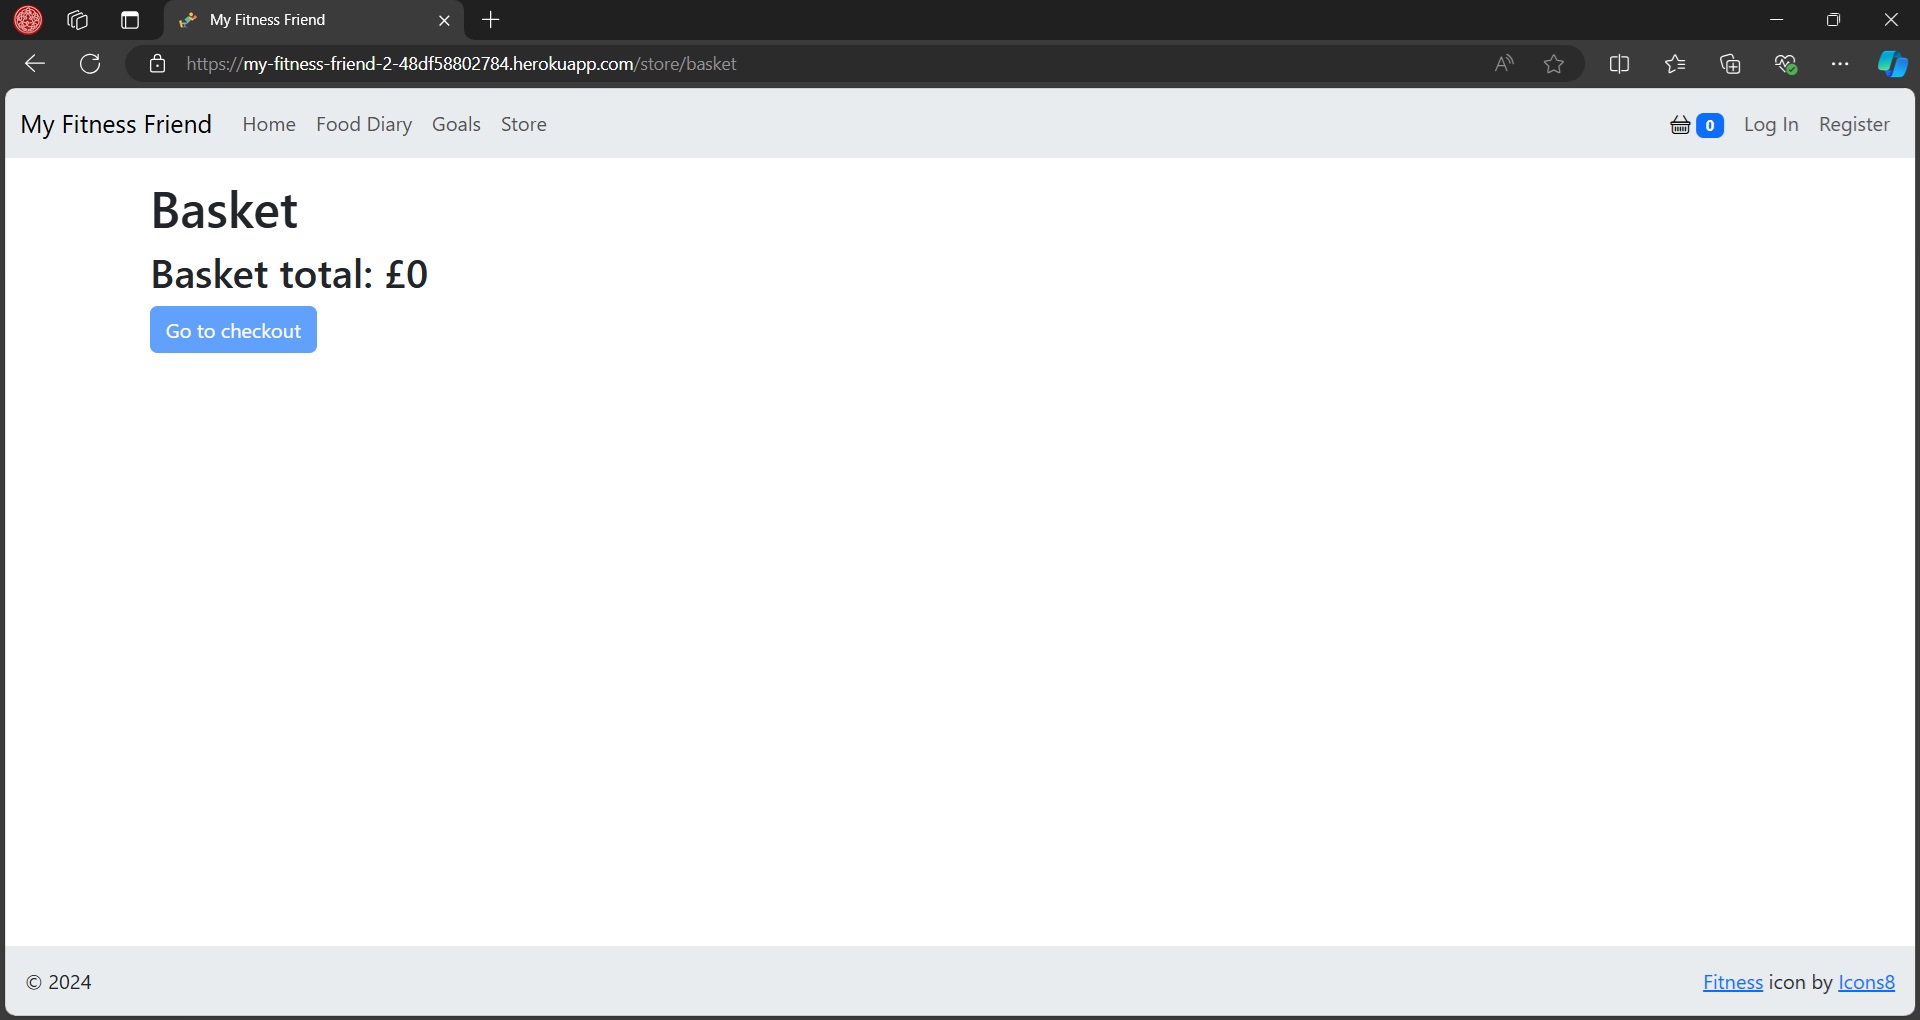 My Fitness Friend
https://my-fitness-friend-2-48df58802784.herokuapp.com/store/basket
My Fitness Friend Home Food Diary Goals Store 0 Log In Register
Basket
Basket total: £0
Go to checkout
© 2024 Fitness icon by Icons8